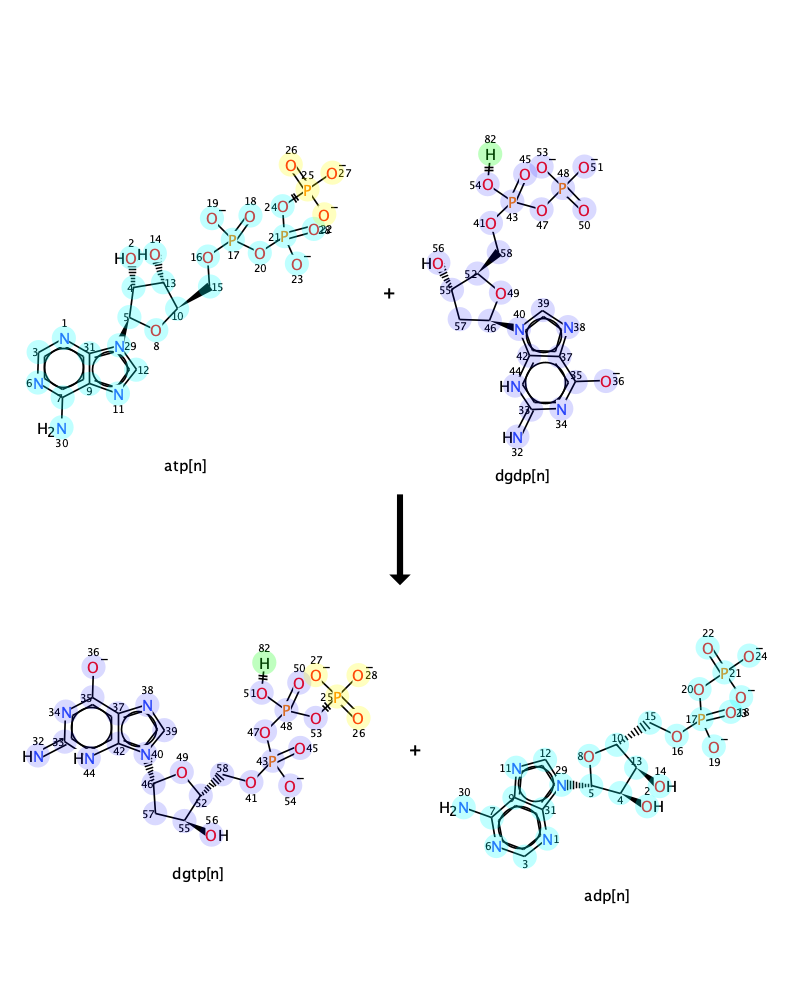 82
H
26
O
25
P
O⁻
27
24
O
O⁻
19
O⁻
18
O
21
P
O
22
2
HO
14
HO
16
O
17
P
O
20
O⁻
23
4
13
15
5
10
O
8
1
N
31
N
29
3
12
6
N
7
9
N
11
H₂N
30
atp[n]
+
54
O
45
O
53
O⁻
48
P
O⁻
51
43
P
41
O
O
47
O
50
58
56
HO
52
55
O
49
57
46
39
40
N
N
38
42
37
44
HN
35
O⁻
36
33
N
34
HN
32
dgdp[n]
36
O⁻
35
34
N
37
38
N
39
32
HN
33
HN
44
42
N
40
46
49
O
58
52
57
55
56
OH
O
41
82
H
51
O
50
O
27
O⁻
O⁻
28
25
P
48
P
O
53
O
26
47
O
43
P
O
45
O⁻
54
dgtp[n]
+
22
O
P
21
O⁻
24
20
O
O⁻
17
P
O
18
15
O
16
O⁻
19
10
8
O
13
14
OH
12
11
N
29
N
5
4
2
OH
30
H₂N
7
9
31
6
N
N
1
3
adp[n]